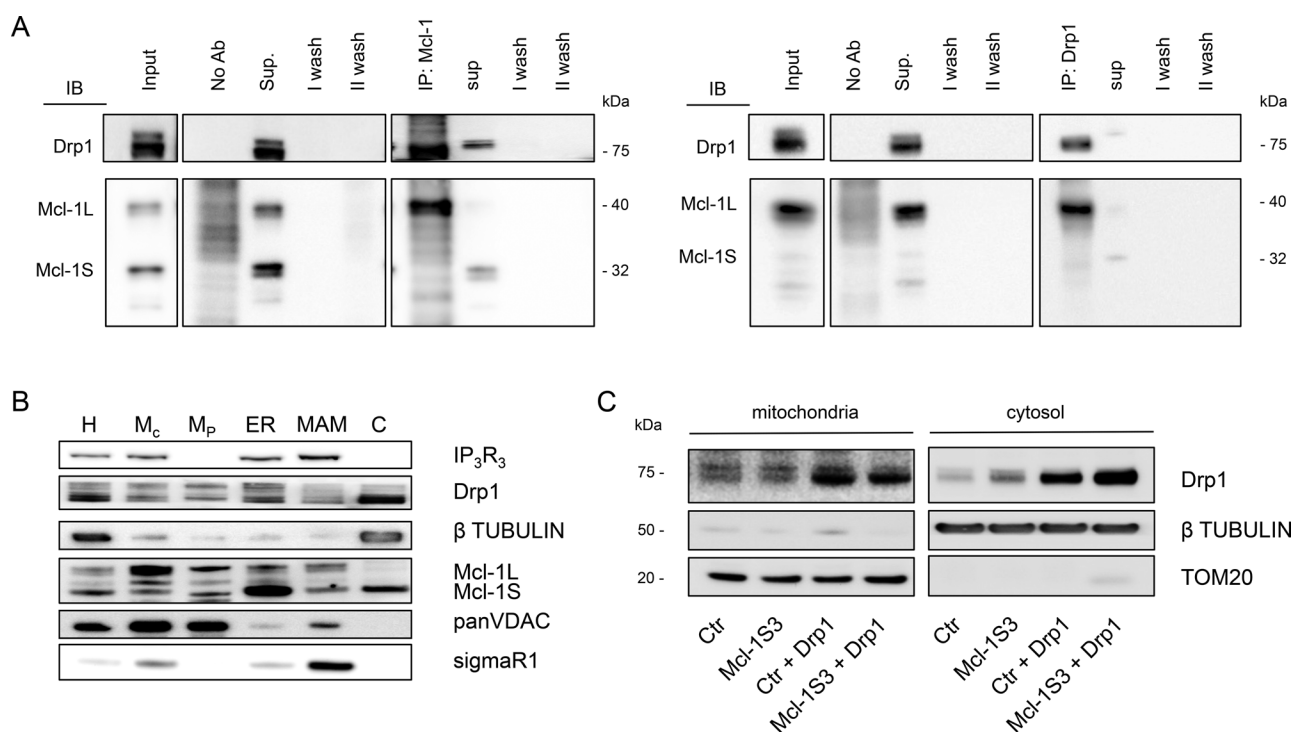 A
IB
Input
No Ab
Sup.
I wash
II wash
IP: Mcl-1
sup
I wash
II wash
kDa
Drp1
- 75
Mcl-1L
- 40
Mcl-1S
- 32
IB
Input
No Ab
Sup.
I wash
II wash
IP: Drp1
sup
I wash
II wash
kDa
Drp1
- 75
Mcl-1L
- 40
Mcl-1S
- 32
B
H Mc MP ER MAM C
IP3R3
Drp1
β TUBULIN
Mcl-1L
Mcl-1S
panVDAC
sigmaR1
C
kDa
mitochondria
cytosol
75 -
Drp1
50 -
β TUBULIN
20 -
TOM20
Ctr
Mcl-1S3
Ctr + Drp1
Mcl-1S3 + Drp1
Ctr
Mcl-1S3
Ctr + Drp1
Mcl-1S3 + Drp1